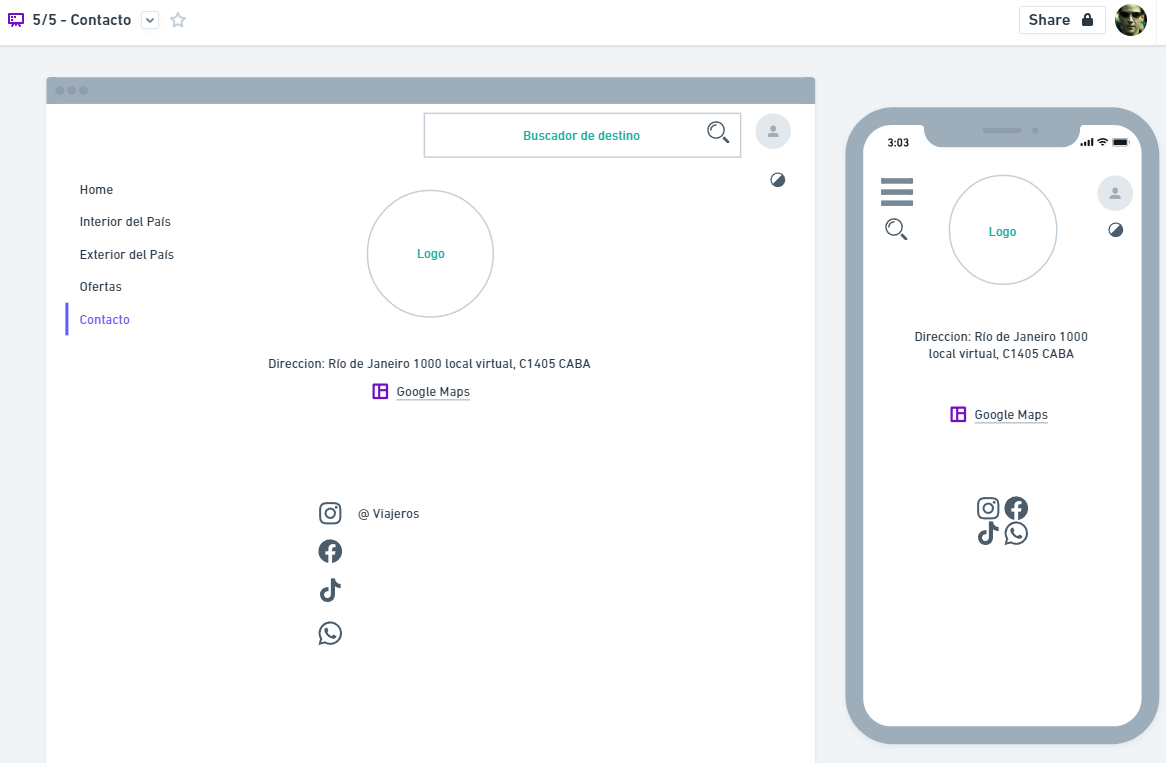 5/5 - Contacto
Share
Buscador de destino
Home
Interior del País
Exterior del País
Ofertas
Contacto
Logo
Direccion: Río de Janeiro 1000 local virtual, C1405 CABA
Google Maps
@ Viajeros
3:03
Logo
Direccion: Río de Janeiro 1000
local virtual, C1405 CABA
Google Maps